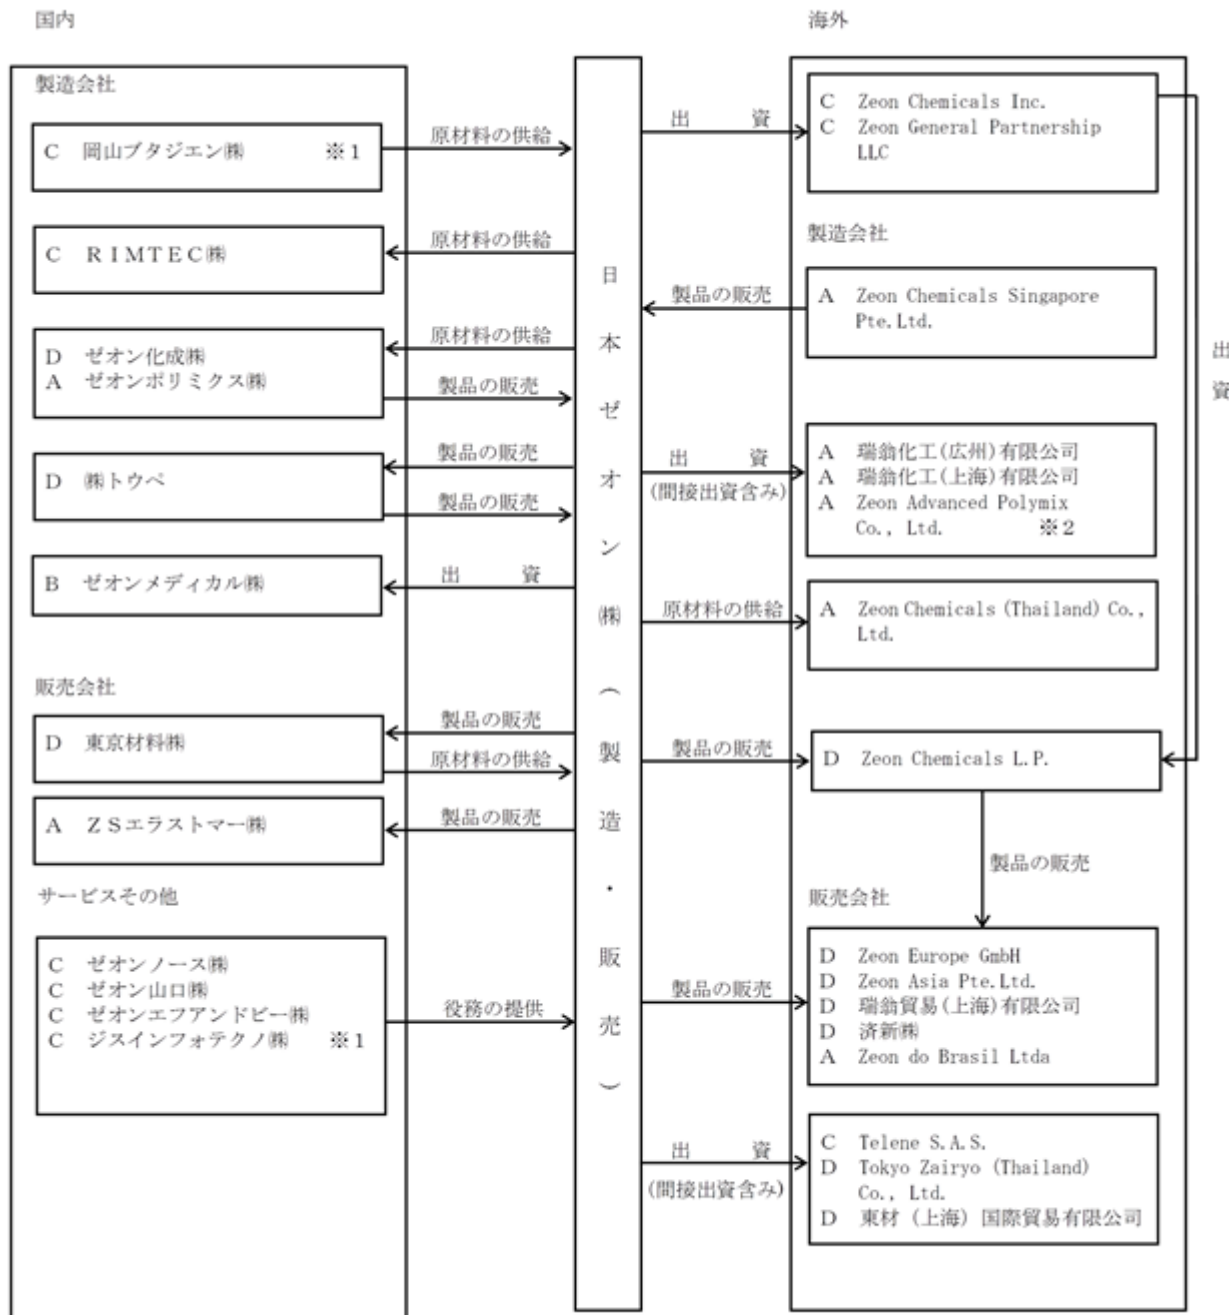 国内
製造会社
C 岡山ブタジエン㈱ ※1
原材料の供給
C RIMTEC㈱
原材料の供給
D ゼオン化成㈱
A ゼオンポリミクス㈱
原材料の供給
製品の販売
D ㈱トウペ
製品の販売
製品の販売
B ゼオンメディカル㈱
出 資
販売会社
D 東京材料㈱
製品の販売
原材料の供給
A ZSエラストマー㈱
製品の販売
サービスその他
C ゼオンノース㈱
C ゼオン山口㈱
C ゼオンエフアンドビー㈱
C ジスインフォテクノ㈱ ※1
役務の提供
日本ゼオン㈱(製造・販売)
海外
出 資
C Zeon Chemicals Inc.
C Zeon General Partnership
LLC
製造会社
製品の販売
A Zeon Chemicals Singapore
Pte.Ltd.
出資
出 資
(間接出資含み)
A 瑞翁化工(広州)有限公司
A 瑞翁化工(上海)有限公司
A Zeon Advanced Polymix
Co., Ltd. ※2
原材料の供給
A Zeon Chemicals (Thailand) Co.,
Ltd.
製品の販売
D Zeon Chemicals L.P.
製品の販売
販売会社
製品の販売
D Zeon Europe GmbH
D Zeon Asia Pte.Ltd.
D 瑞翁貿易(上海)有限公司
D 済新㈱
A Zeon do Brasil Ltda
出 資
(間接出資含み)
C Telene S.A.S.
D Tokyo Zairyo (Thailand)
Co., Ltd.
D 東材(上海)国際貿易有限公司